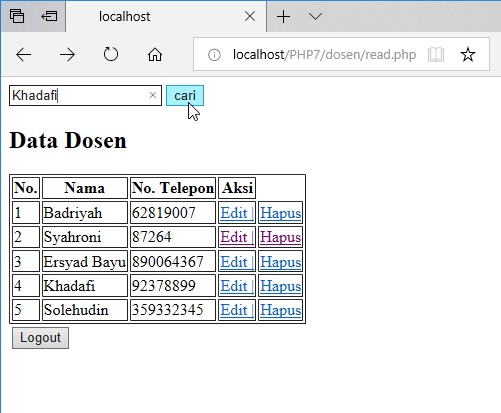 localhost
localhost/PHP7/dosen/read.php
Khadafi cari
Data Dosen
No. Nama No. Telepon Aksi
1 Badriyah 62819007 Edit | Hapus
2 Syahroni 87264 Edit | Hapus
3 Ersyad Bayu 890064367 Edit | Hapus
4 Khadafi 92378899 Edit | Hapus
5 Solehudin 359332345 Edit | Hapus
Logout